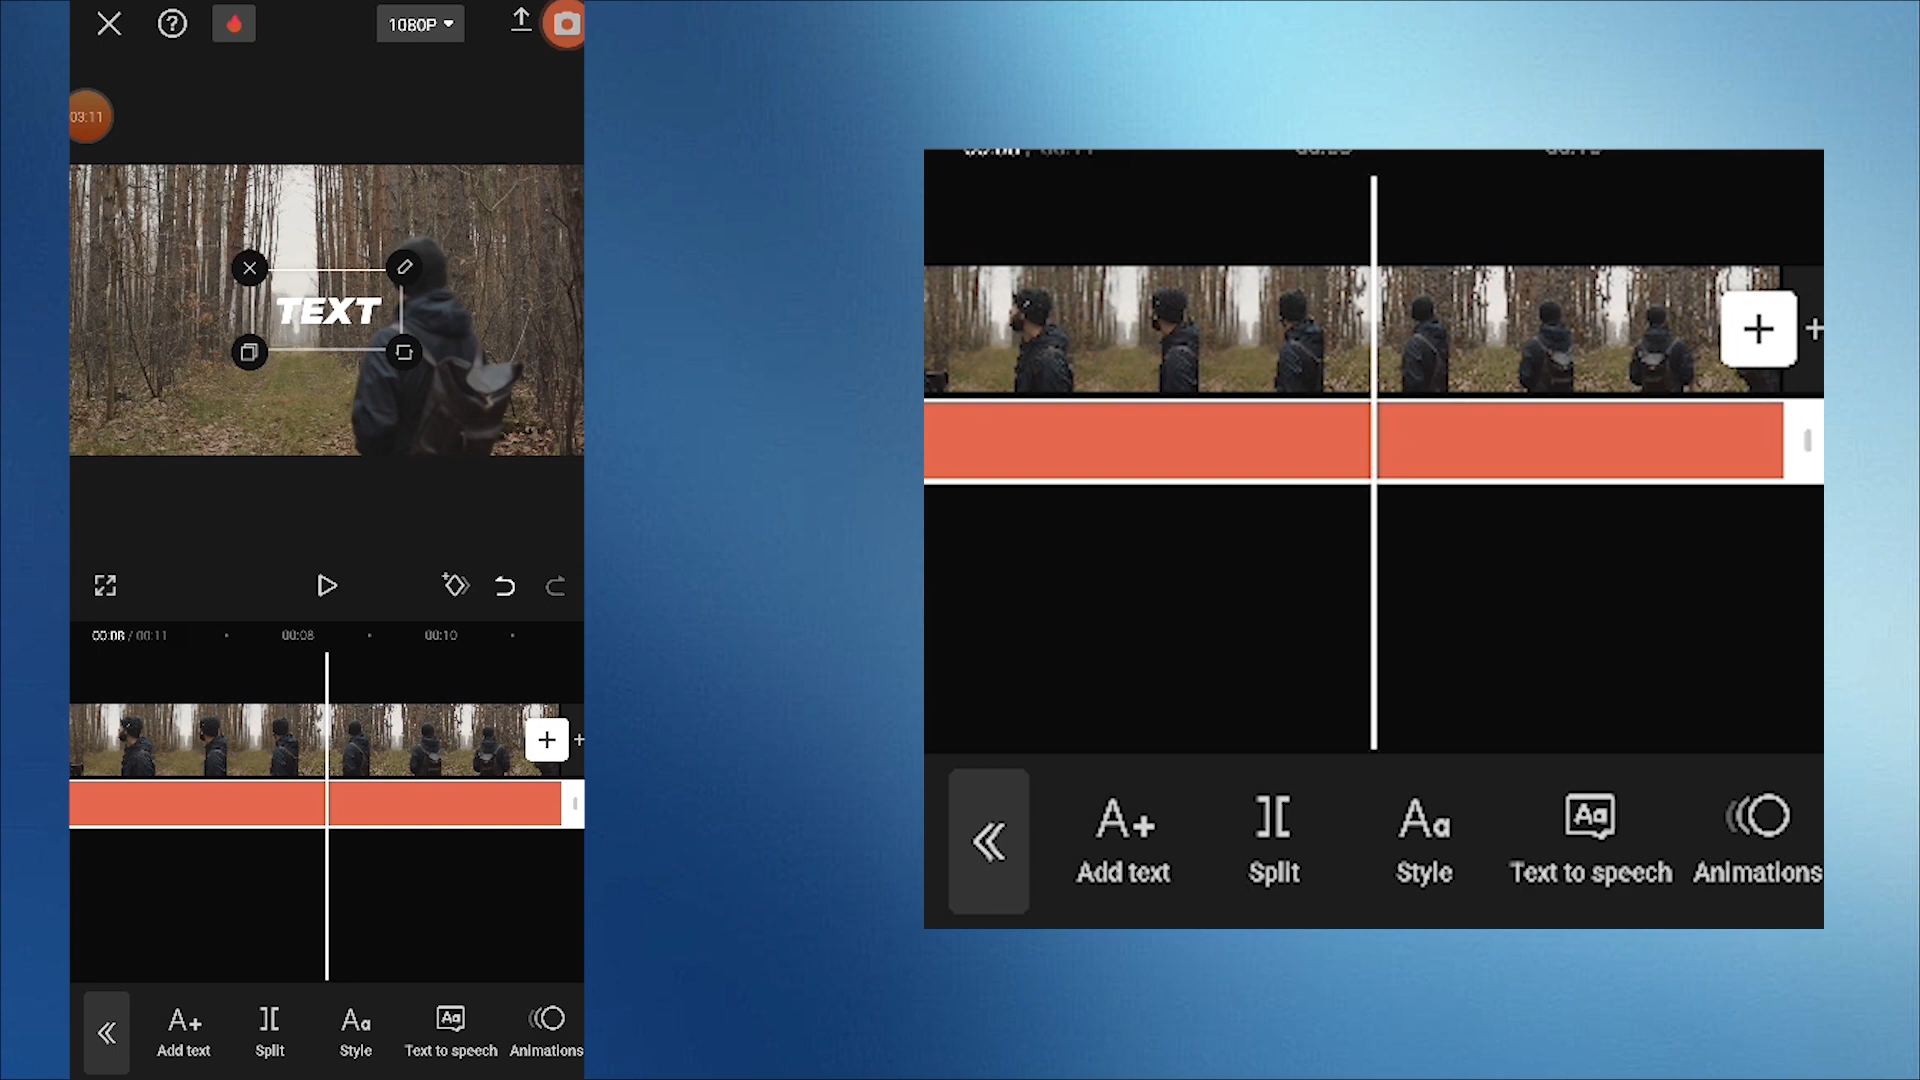 1080P
03:11
TEXT
00:08 / 00:11
00:08
00:10
Add text
Split
Style
Text to speech
Animations
Add text
Split
Style
Text to speech
Animations